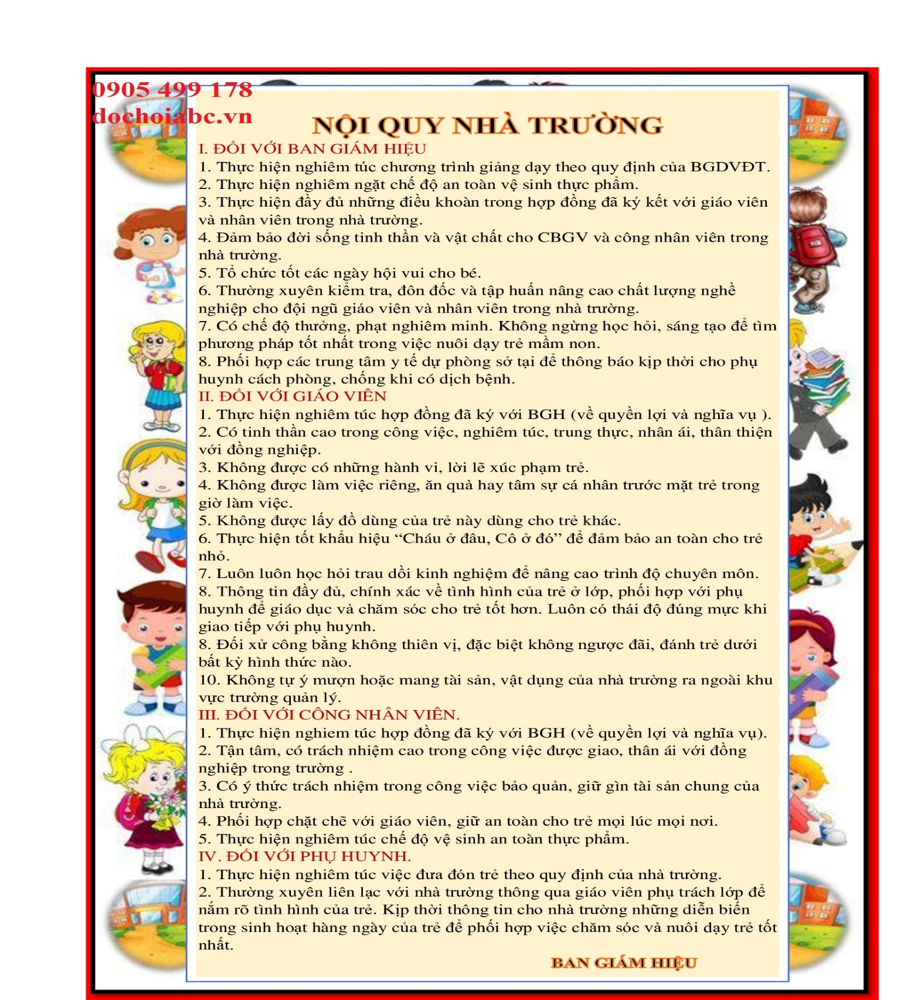 0905 499 178
dochoiabc.vn
NỘI QUY NHÀ TRƯỜNG
I. ĐỐI VỚI BAN GIÁM HIỆU
1. Thực hiện nghiêm túc chương trình giảng dạy theo quy định của BGDVĐT.
2. Thực hiện nghiêm ngặt chế độ an toàn vệ sinh thực phẩm.
3. Thực hiện đầy đủ những điều khoàn trong hợp đồng đã ký kết với giáo viên
và nhân viên trong nhà trường.
4. Đảm bảo đời sống tinh thần và vật chất cho CBGV và công nhân viên trong
nhà trường.
5. Tổ chức tốt các ngày hội vui cho bé.
6. Thường xuyên kiểm tra, đôn đốc và tập huấn nâng cao chất lượng nghề
nghiệp cho đội ngũ giáo viên và nhân viên trong nhà trường.
7. Có chế độ thưởng, phạt nghiêm minh. Không ngừng học hỏi, sáng tạo để tìm
phương pháp tốt nhất trong việc nuôi dạy trẻ mầm non.
8. Phối hợp các trung tâm y tế dự phòng sở tại để thông báo kịp thời cho phụ
huynh cách phòng, chống khi có dịch bệnh.
II. ĐỐI VỚI GIÁO VIÊN
1. Thực hiện nghiêm túc hợp đồng đã ký với BGH (về quyền lợi và nghĩa vụ ).
2. Có tinh thần cao trong công việc, nghiêm túc, trung thực, nhân ái, thân thiện
với đồng nghiệp.
3. Không được có những hành vi, lời lẽ xúc phạm trẻ.
4. Không được làm việc riêng, ăn quà hay tâm sự cá nhân trước mặt trẻ trong
giờ làm việc.
5. Không được lấy đồ dùng của trẻ này dùng cho trẻ khác.
6. Thực hiện tốt khẩu hiệu “Cháu ở đâu, Cô ở đó” để đảm bảo an toàn cho trẻ
nhỏ.
7. Luôn luôn học hỏi trau dồi kinh nghiệm để nâng cao trình độ chuyên môn.
8. Thông tin đầy đủ, chính xác về tình hình của trẻ ở lớp, phối hợp với phụ
huynh để giáo dục và chăm sóc cho trẻ tốt hơn. Luôn có thái độ đúng mực khi
giao tiếp với phụ huynh.
8. Đối xử công bằng không thiên vị, đặc biệt không ngược đãi, đánh trẻ dưới
bất kỳ hình thức nào.
10. Không tự ý mượn hoặc mang tài sản, vật dụng của nhà trường ra ngoài khu
vực trường quản lý.
III. ĐỐI VỚI CÔNG NHÂN VIÊN.
1. Thực hiện nghiem túc hợp đồng đã ký với BGH (về quyền lợi và nghĩa vụ).
2. Tận tâm, có trách nhiệm cao trong công việc được giao, thân ái với đồng
nghiệp trong trường .
3. Có ý thức trách nhiệm trong công việc bảo quản, giữ gìn tài sản chung của
nhà trường.
4. Phối hợp chặt chẽ với giáo viên, giữ an toàn cho trẻ mọi lúc mọi nơi.
5. Thực hiện nghiêm túc chế độ vệ sinh an toàn thực phẩm.
IV. ĐỐI VỚI PHỤ HUYNH.
1. Thực hiện nghiêm túc việc đưa đón trẻ theo quy định của nhà trường.
2. Thường xuyên liên lạc với nhà trường thông qua giáo viên phụ trách lớp để
nắm rõ tình hình của trẻ. Kịp thời thông tin cho nhà trường những diễn biến
trong sinh hoạt hàng ngày của trẻ để phối hợp việc chăm sóc và nuôi dạy trẻ tốt
nhất.
BAN GIÁM HIỆU